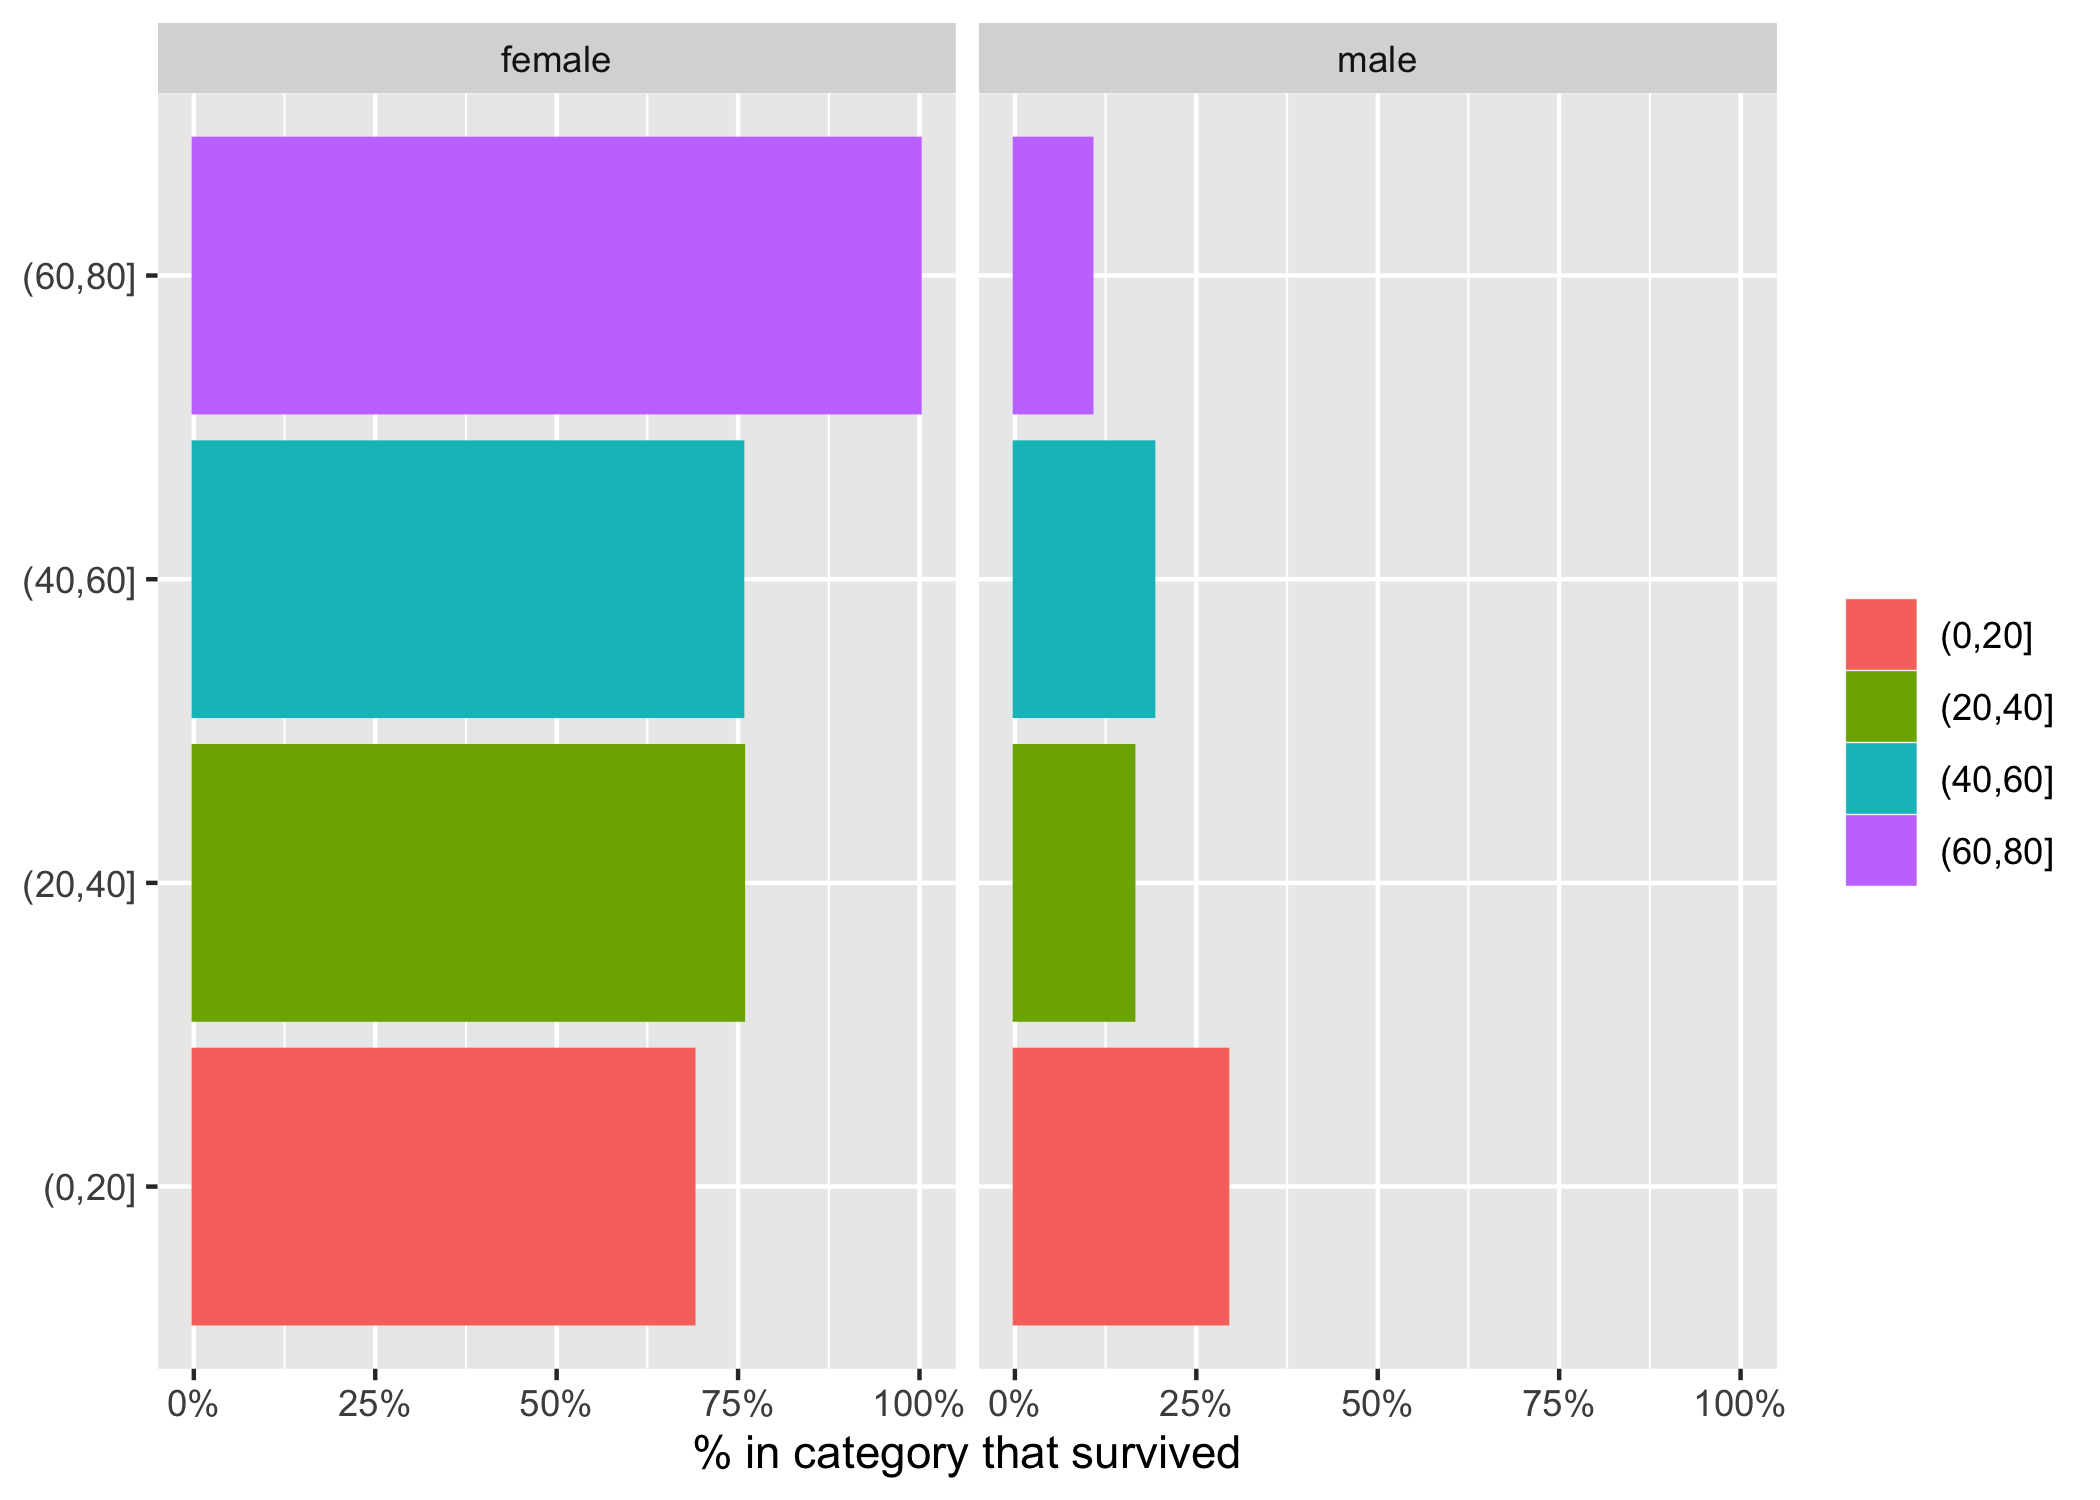 female
male
(60,80]
(40,60]
(20,40]
(0,20]
0% 25% 50% 75% 100%
0% 25% 50% 75% 100%
% in category that survived
(0,20]
(20,40]
(40,60]
(60,80]